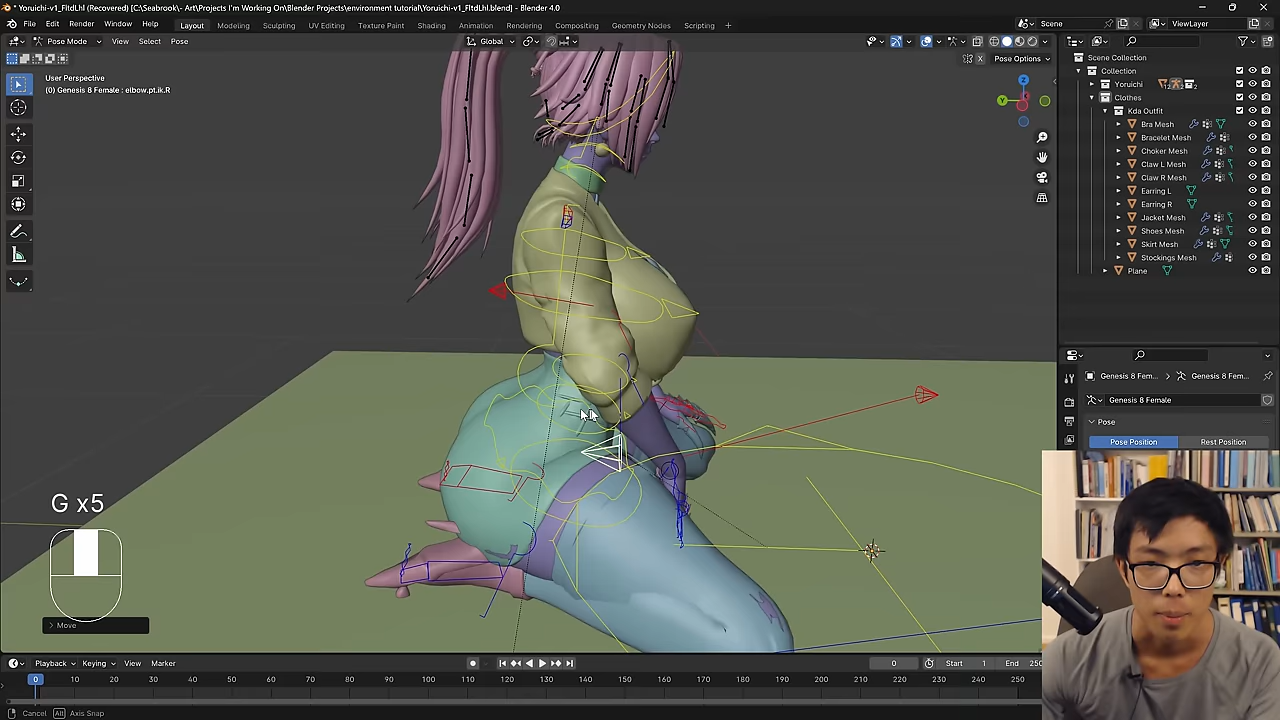 * Yoruichi-v1_FltdLhl (Recovered) [C:\Seabrook\- Art\Projects I'm Working On\Blender Projects\environment tutorial\Yoruichi-v1_FltdLhl.blend] - Blender 4.0
File Edit Render Window Help Layout Modeling Sculpting UV Editing Texture Paint Shading Animation Rendering Compositing Geometry Nodes Scripting + Scene ViewLayer
Pose Mode View Select Pose Global
Pose Options
User Perspective
(0) Genesis 8 Female : elbow.pt.ik.R
Z
Y
Scene Collection
Collection
Yoruichi
Clothes
Kda Outfit
Bra Mesh
Bracelet Mesh
Choker Mesh
Claw L Mesh
Claw R Mesh
Earring L
Earring R
Jacket Mesh
Shoes Mesh
Skirt Mesh
Stockings Mesh
Plane
Genesis 8 Fem... > Genesis 8 Fem...
Genesis 8 Female
Pose
Pose Position Rest Position
G x5
> Move
Playback Keying View Marker 0 Start 1 End 250
0 10 20 30 40 50 60 70 80 90 100 110 120 130 140 150 160 170 180 190 200 210 220 230 240 250
Cancel Alt Axis Snap